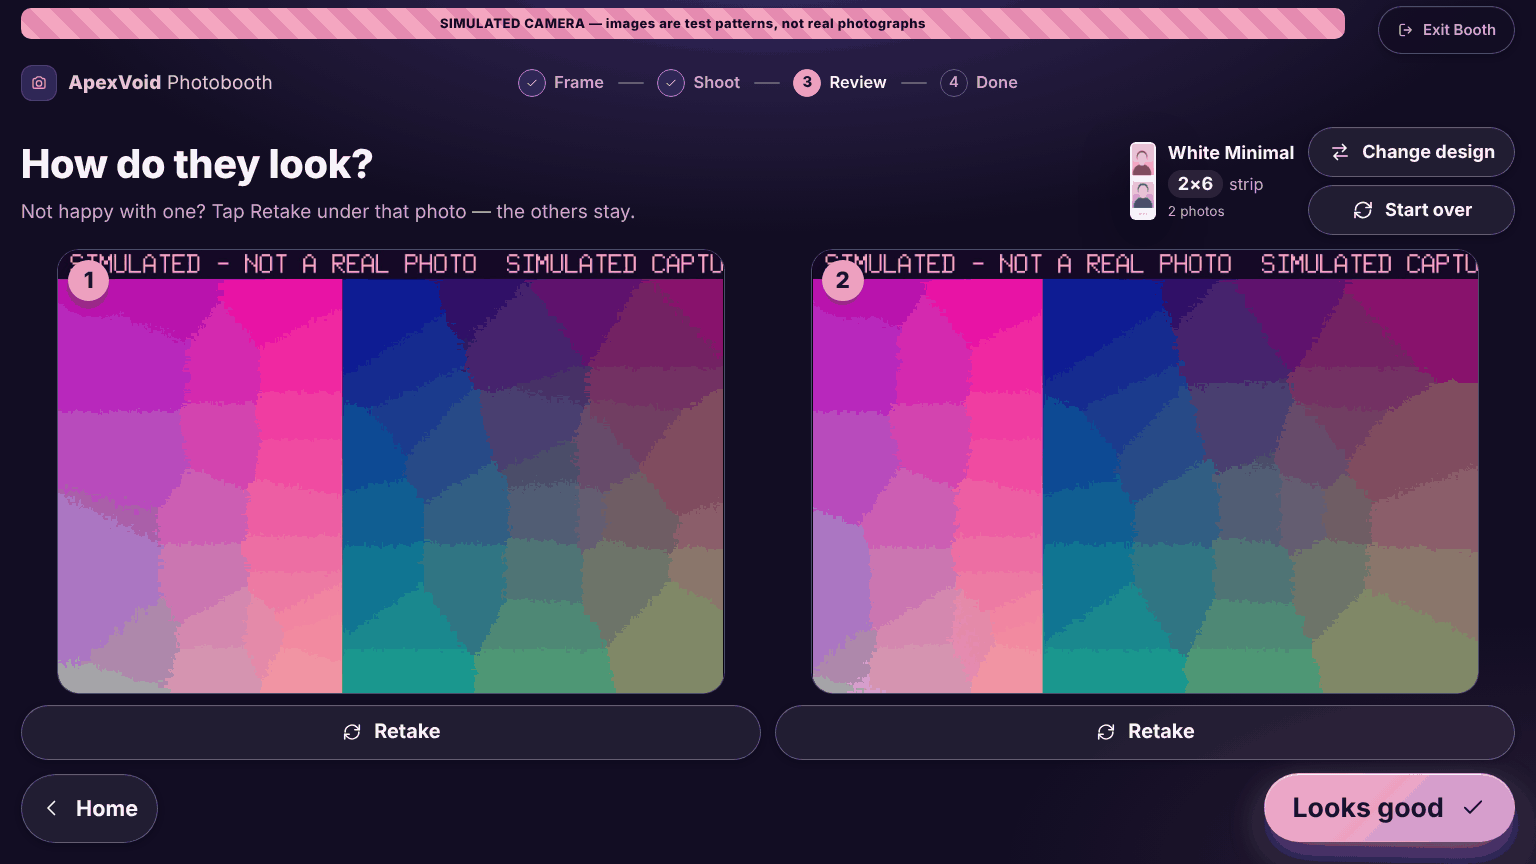 SIMULATED CAMERA — images are test patterns, not real photographs
Exit Booth
ApexVoid Photobooth
Frame
Shoot
3 Review
4 Done
How do they look?
Not happy with one? Tap Retake under that photo — the others stay.
White Minimal
2×6 strip
2 photos
Change design
Start over
1
SIMULATED - NOT A REAL PHOTO SIMULATED CAPTU
2
SIMULATED - NOT A REAL PHOTO SIMULATED CAPTU
Retake
Retake
Home
Looks good